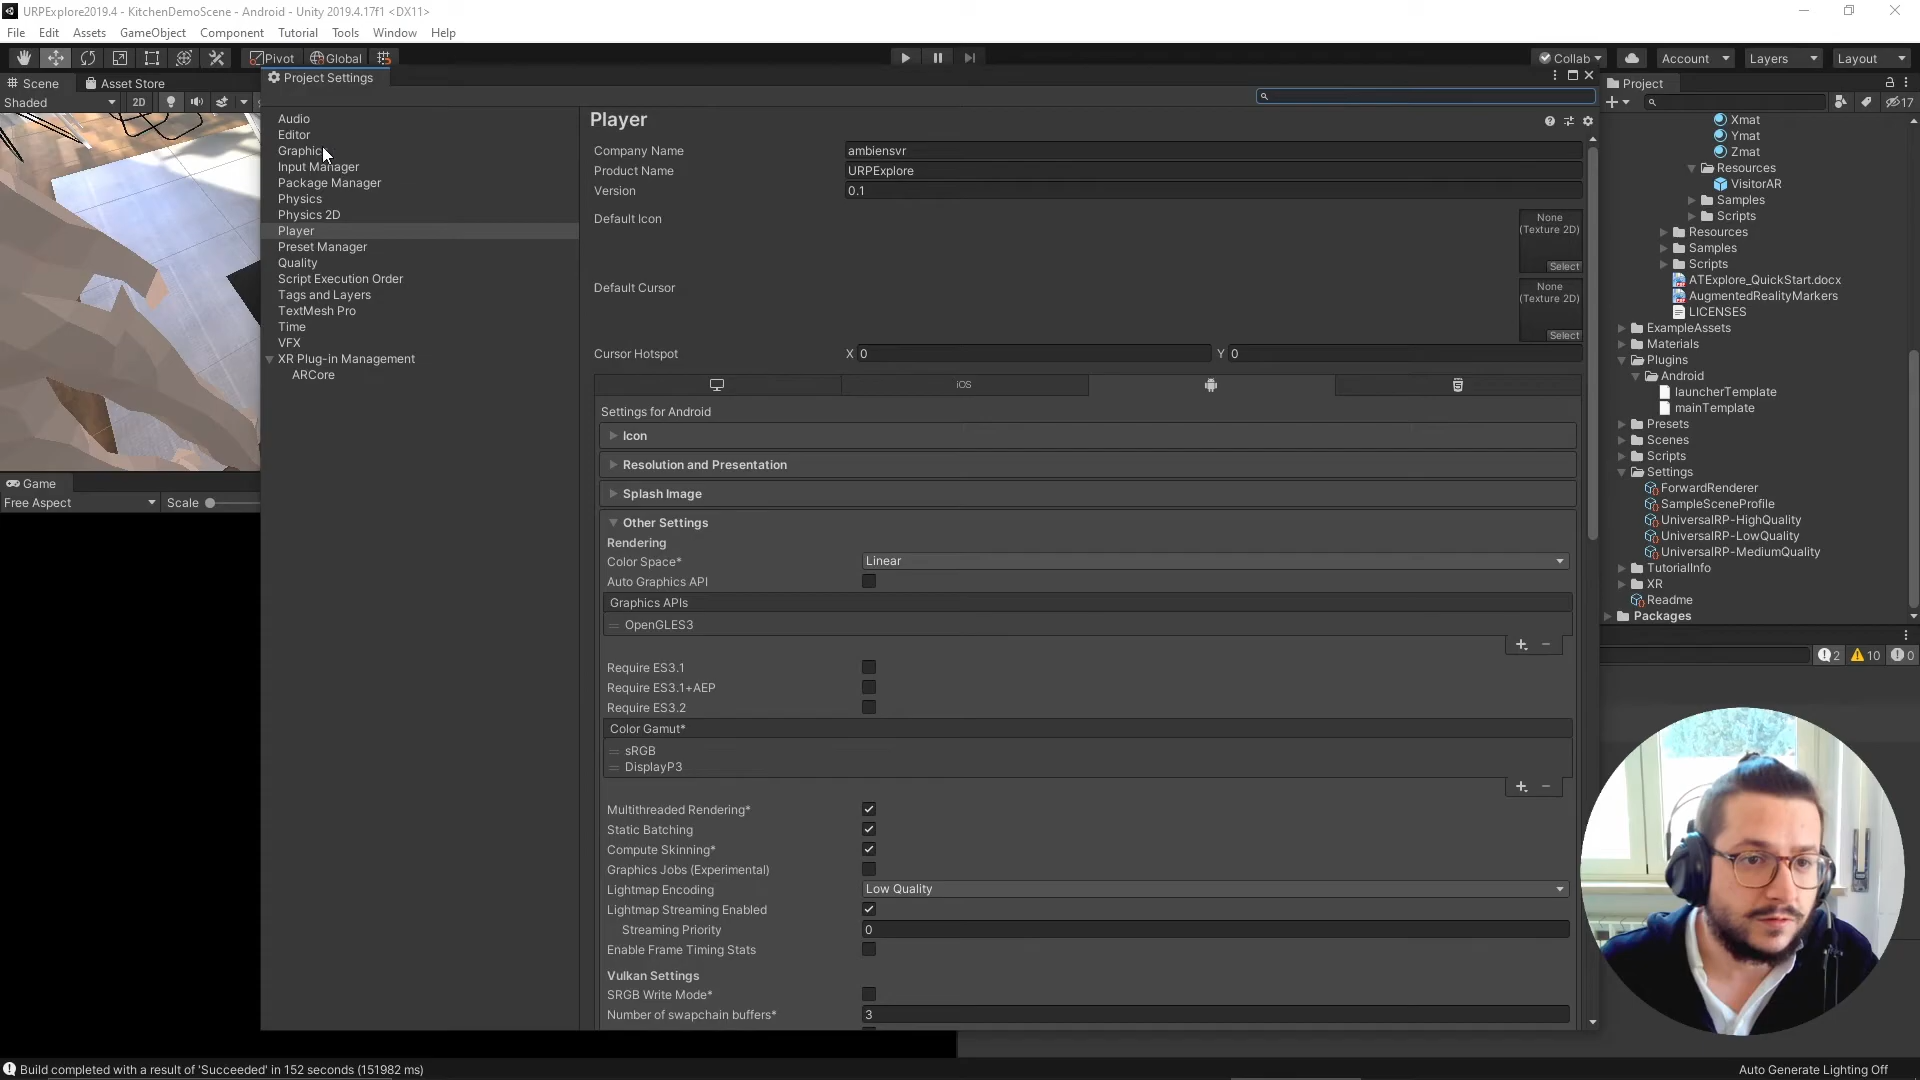 URPExplore2019.4 - KitchenDemoScene - Android - Unity 2019.4.17f1 <DX11>
File Edit Assets GameObject Component Tutorial Tools Window Help
Pivot Global Collab Account Layers Layout
Scene Asset Store
Shaded 2D
Game
Free Aspect Scale
Project Settings
Audio
Editor
Graphic
Input Manager
Package Manager
Physics
Physics 2D
Player
Preset Manager
Quality
Script Execution Order
Tags and Layers
TextMesh Pro
Time
VFX
XR Plug-in Management
ARCore
Player
Company Name ambiensvr
Product Name URPExplore
Version 0.1
Default Icon
None
(Texture 2D)
Select
Default Cursor
None
(Texture 2D)
Select
Cursor Hotspot X 0 Y 0
iOS
Settings for Android
Icon
Resolution and Presentation
Splash Image
Other Settings
Rendering
Color Space* Linear
Auto Graphics API
Graphics APIs
OpenGLES3
Require ES3.1
Require ES3.1+AEP
Require ES3.2
Color Gamut*
sRGB
DisplayP3
Multithreaded Rendering*
Static Batching
Compute Skinning*
Graphics Jobs (Experimental)
Lightmap Encoding Low Quality
Lightmap Streaming Enabled
Streaming Priority 0
Enable Frame Timing Stats
Vulkan Settings
SRGB Write Mode*
Number of swapchain buffers* 3
Project
17
Xmat
Ymat
Zmat
Resources
VisitorAR
Samples
Scripts
Resources
Samples
Scripts
ATExplore_QuickStart.docx
AugmentedRealityMarkers
LICENSES
ExampleAssets
Materials
Plugins
Android
launcherTemplate
mainTemplate
Presets
Scenes
Scripts
Settings
ForwardRenderer
SampleSceneProfile
UniversalRP-HighQuality
UniversalRP-LowQuality
UniversalRP-MediumQuality
TutorialInfo
XR
Readme
Packages
2 10 0
Build completed with a result of 'Succeeded' in 152 seconds (151982 ms)
Auto Generate Lighting Off